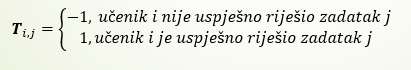 T_{i,j} = { −1, učenik i nije uspješno riješio zadatak j
1, učenik i je uspješno riješio zadatak j